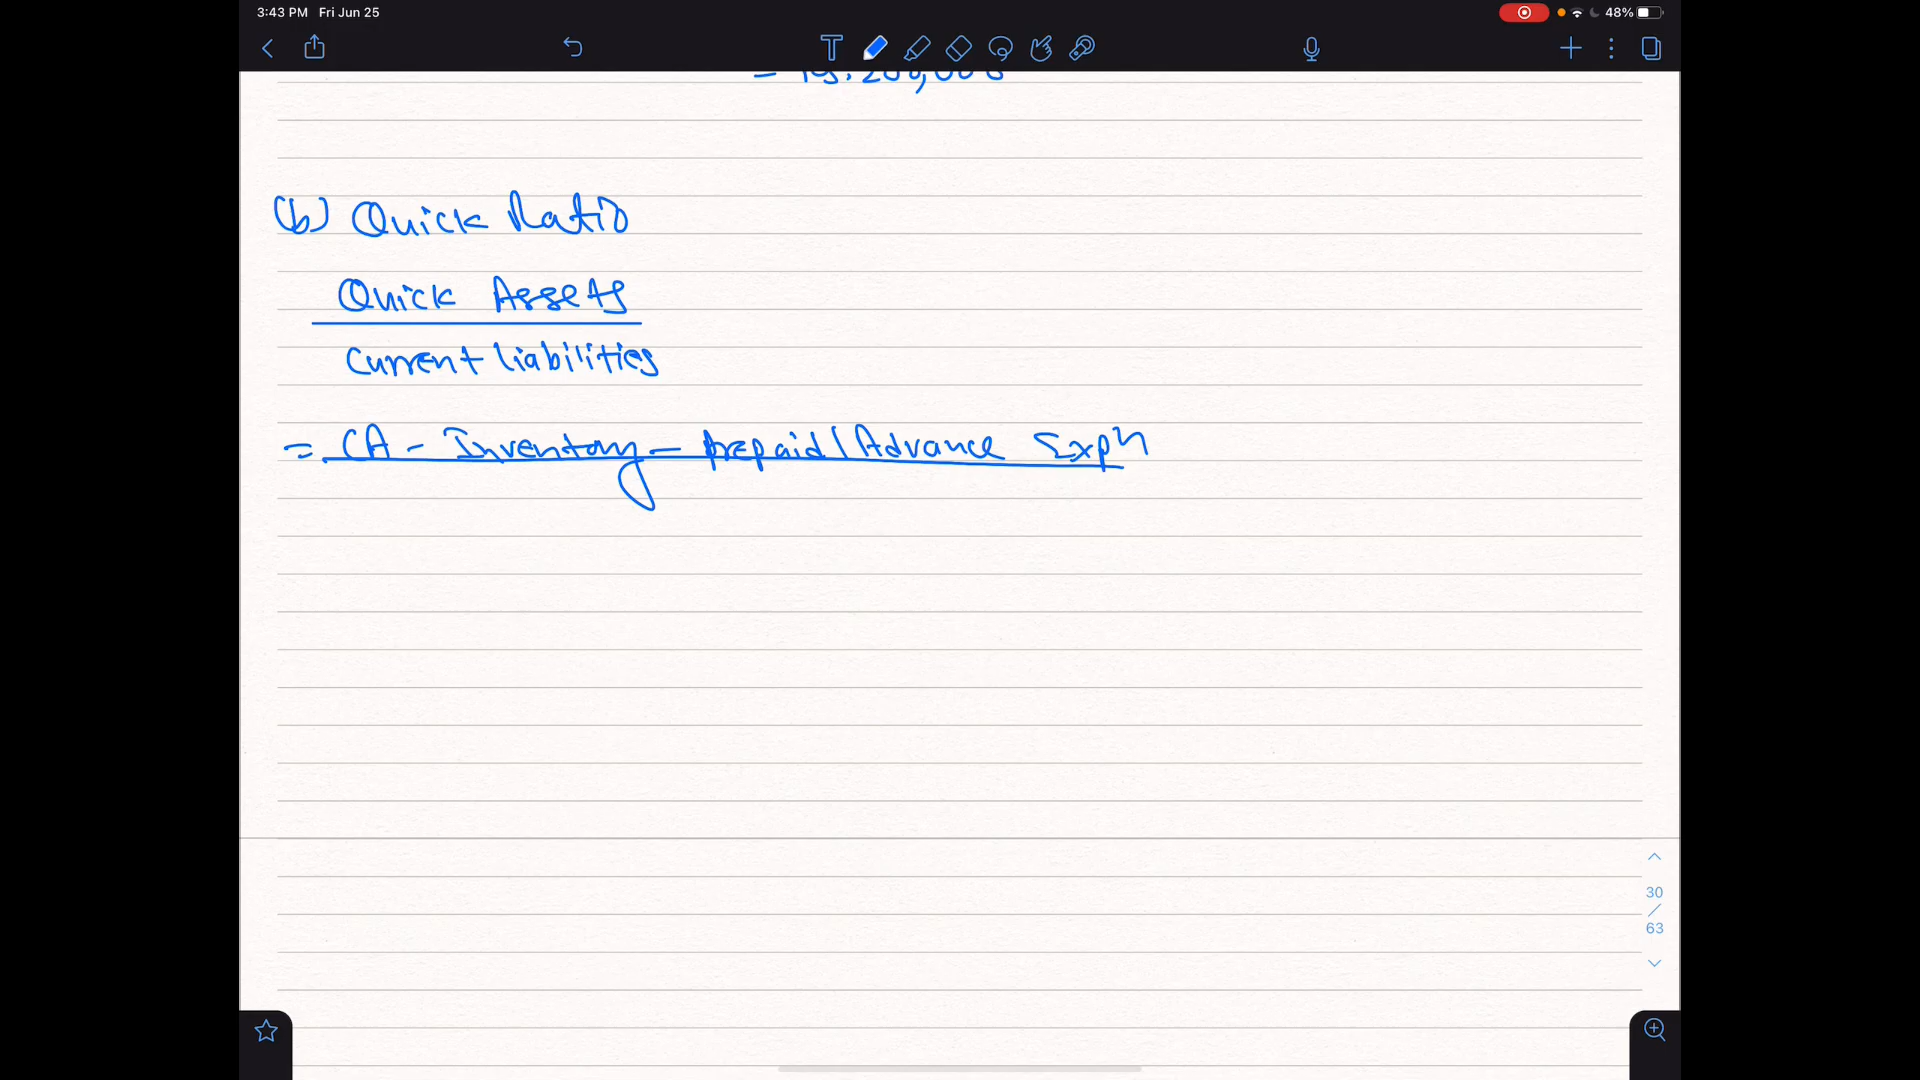 3:43 PM Fri Jun 25
48%
(b) Quick Ratio
Quick Assets
Current liabilities
= CA - Inventory - prepaid/Advance
30
63